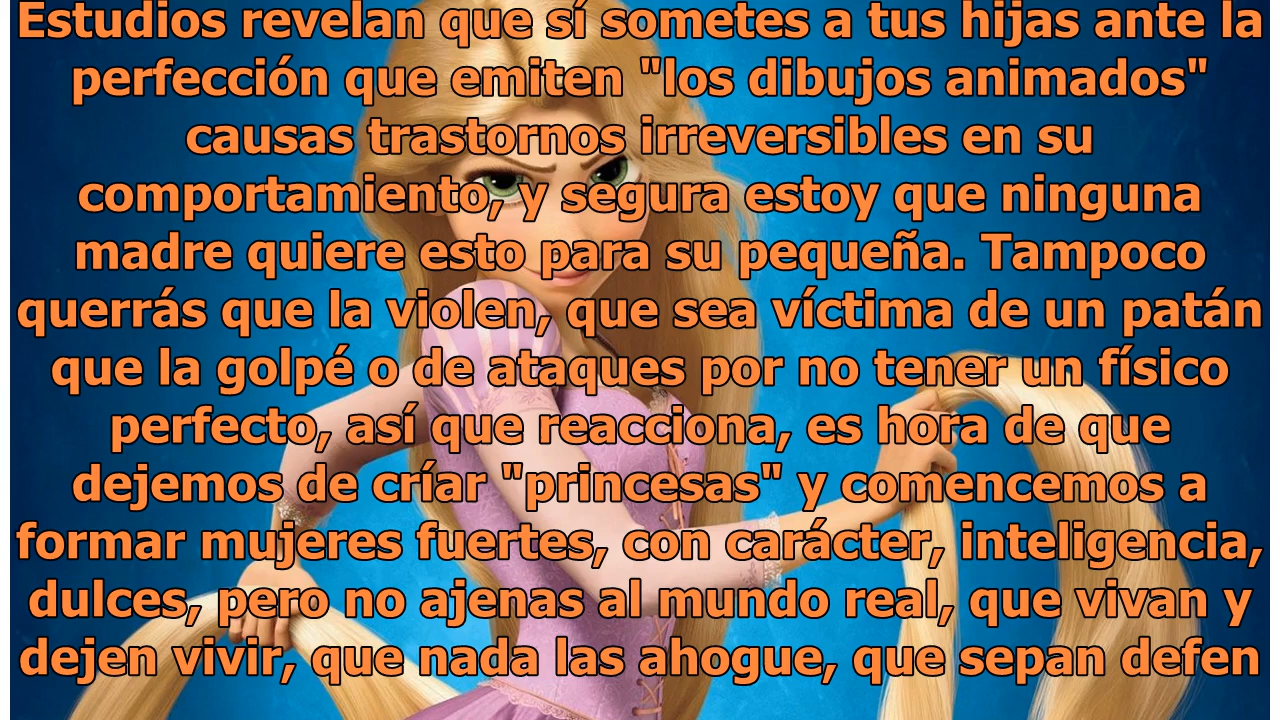 Estudios revelan que sí sometes a tus hijas ante la
perfección que emiten "los dibujos animados"
causas trastornos irreversibles en su
comportamiento, y segura estoy que ninguna
madre quiere esto para su pequeña. Tampoco
querrás que la violen, que sea víctima de un patán
que la golpé o de ataques por no tener un físico
perfecto, así que reacciona, es hora de que
dejemos de críar "princesas" y comencemos a
formar mujeres fuertes, con carácter, inteligencia,
dulces, pero no ajenas al mundo real, que vivan y
dejen vivir, que nada las ahogue, que sepan defen